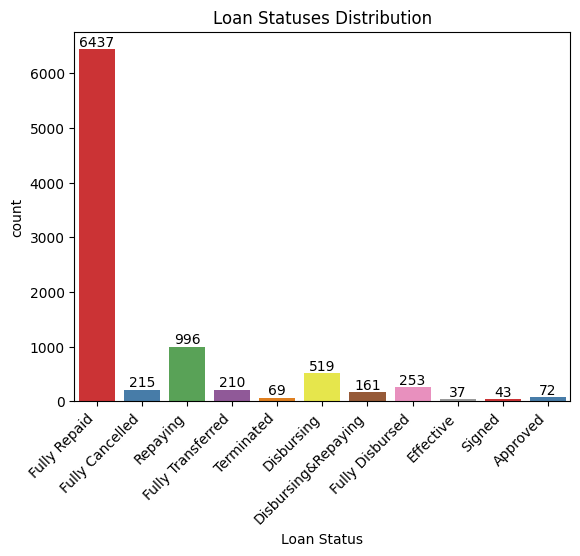 Loan Statuses Distribution
6437
6000
5000
4000
3000
2000
1000
0
count
215
996
210
69
519
161
253
37
43
72
Fully Repaid
Fully Cancelled
Repaying
Fully Transferred
Terminated
Disbursing
Disbursing&Repaying
Fully Disbursed
Effective
Signed
Approved
Loan Status